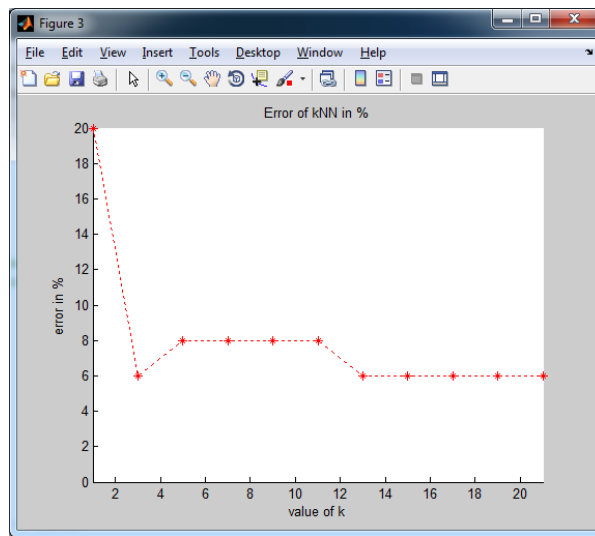 Figure 3
File Edit View Insert Tools Desktop Window Help
Error of kNN in %
20
18
16
14
12
10
8
6
4
2
0
error in %
2 4 6 8 10 12 14 16 18 20
value of k